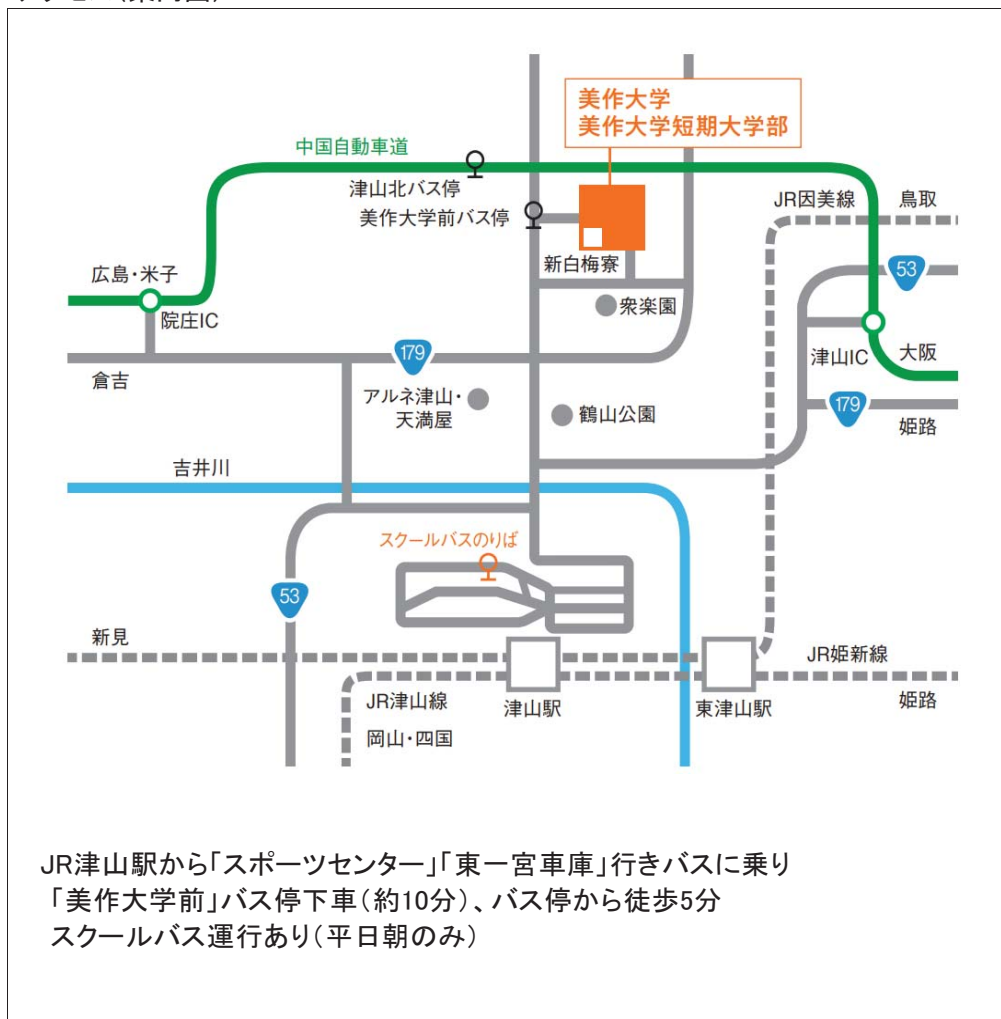 美作大学
美作大学短期大学部
中国自動車道
津山北バス停
美作大学前バス停
JR因美線
鳥取
新白梅寮
53
広島・米子
衆楽園
院庄IC
179
津山IC
大阪
倉吉
アルネ津山・
天満屋
鶴山公園
179
姫路
吉井川
スクールバスのりば
53
新見
JR姫新線
JR津山線
津山駅
東津山駅
姫路
岡山・四国
JR津山駅から「スポーツセンター」「東一宮車庫」行きバスに乗り
「美作大学前」バス停下車(約10分)、バス停から徒歩5分
スクールバス運行あり(平日朝のみ)